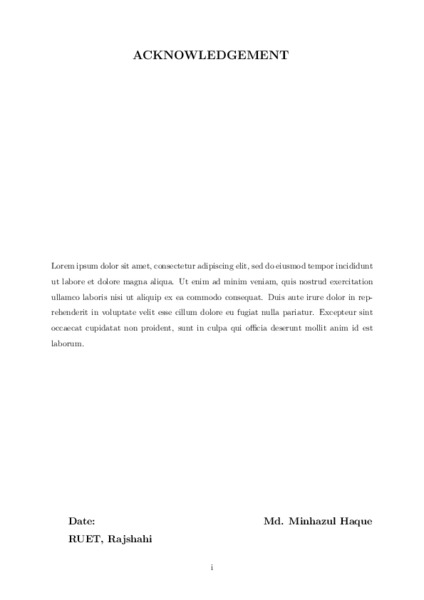 ACKNOWLEDGEMENT
Lorem ipsum dolor sit amet, consectetur adipiscing elit, sed do eiusmod tempor incididunt
ut labore et dolore magna aliqua. Ut enim ad minim veniam, quis nostrud exercitation
ullamco laboris nisi ut aliquip ex ea commodo consequat. Duis aute irure dolor in rep-
rehenderit in voluptate velit esse cillum dolore eu fugiat nulla pariatur. Excepteur sint
occaecat cupidatat non proident, sunt in culpa qui officia deserunt mollit anim id est
laborum.
Date: Md. Minhazul Haque
RUET, Rajshahi
i